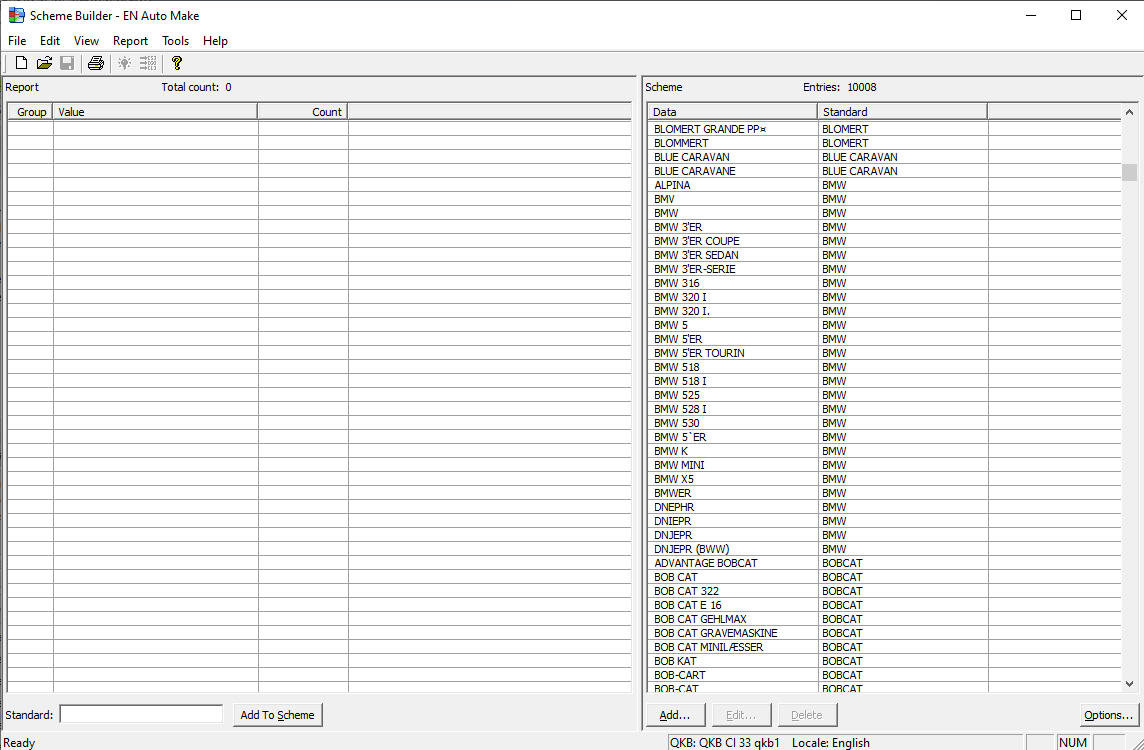 Scheme Builder - EN Auto Make
File Edit View Report Tools Help
Report Total count: 0
Group Value Count
Standard: Add To Scheme
Scheme Entries: 10008
Data Standard
BLOMERT GRANDE PP¤ BLOMERT
BLOMMERT BLOMERT
BLUE CARAVAN BLUE CARAVAN
BLUE CARAVANE BLUE CARAVAN
ALPINA BMW
BMV BMW
BMW BMW
BMW 3'ER BMW
BMW 3'ER COUPE BMW
BMW 3'ER SEDAN BMW
BMW 3'ER-SERIE BMW
BMW 316 BMW
BMW 320 I BMW
BMW 320 I. BMW
BMW 5 BMW
BMW 5'ER BMW
BMW 5'ER TOURIN BMW
BMW 518 BMW
BMW 518 I BMW
BMW 525 BMW
BMW 528 I BMW
BMW 530 BMW
BMW 5`ER BMW
BMW K BMW
BMW MINI BMW
BMW X5 BMW
BMWER BMW
DNEPHR BMW
DNIEPR BMW
DNJEPR BMW
DNJEPR (BWW) BMW
ADVANTAGE BOBCAT BOBCAT
BOB CAT BOBCAT
BOB CAT 322 BOBCAT
BOB CAT E 16 BOBCAT
BOB CAT GEHLMAX BOBCAT
BOB CAT GRAVEMASKINE BOBCAT
BOB CAT MINILÆSSER BOBCAT
BOB KAT BOBCAT
BOB-CART BOBCAT
BOB-CAT BOBCAT
Add... Edit... Delete Options...
Ready QKB: QKB CI 33 qkb1 Locale: English NUM